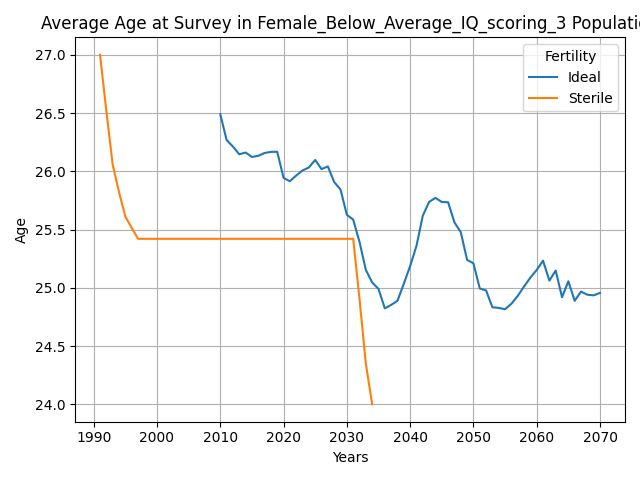 Average Age at Survey in Female_Below_Average_IQ_scoring_3 Populatio
Fertility
Ideal
Sterile
27.0
26.5
26.0
25.5
25.0
24.5
24.0
Age
1990 2000 2010 2020 2030 2040 2050 2060 2070
Years